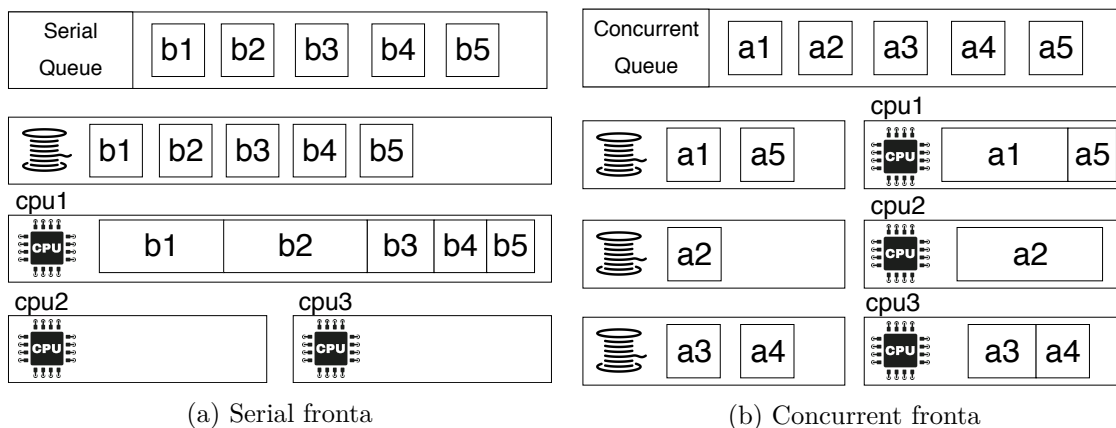 Serial
Queue
b1 b2 b3 b4 b5
b1 b2 b3 b4 b5
cpu1
CPU b1 b2 b3 b4 b5
cpu2 cpu3
CPU CPU
(a) Serial fronta
Concurrent
Queue
a1 a2 a3 a4 a5
cpu1
a1 a5 CPU a1 a5
cpu2
a2 CPU a2
cpu3
a3 a4 CPU a3 a4
(b) Concurrent fronta